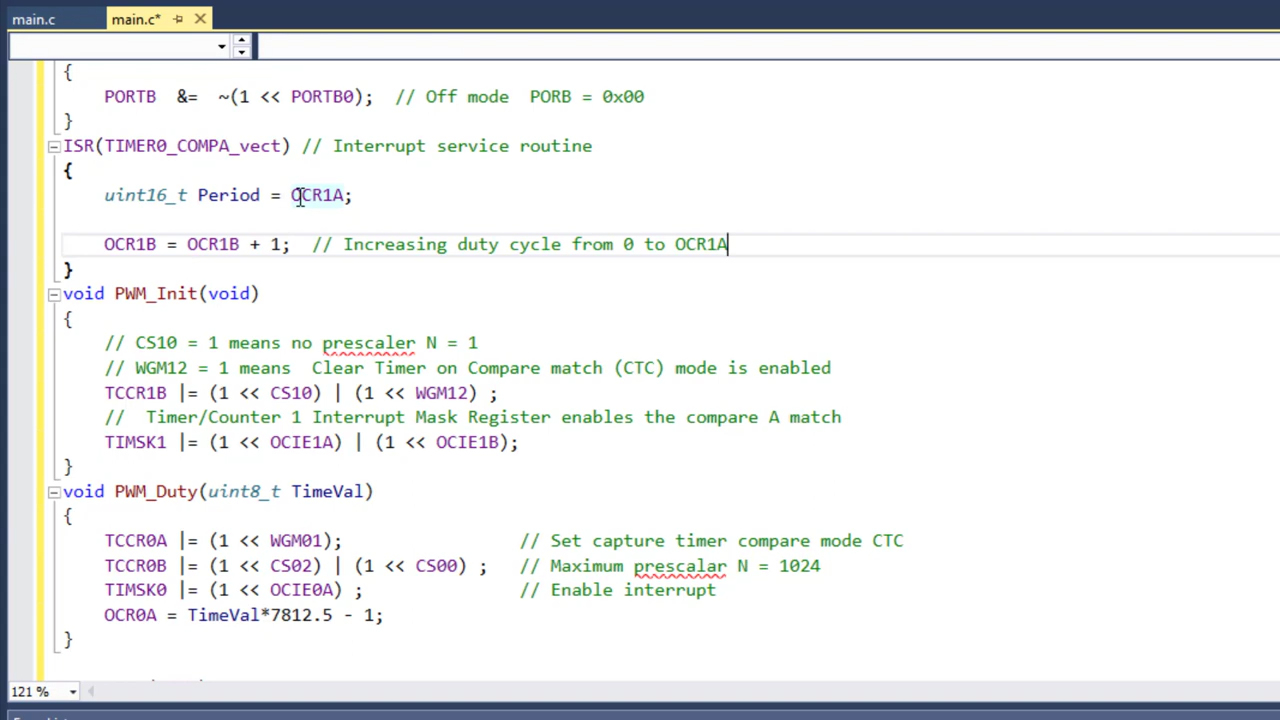 main.c
main.c*
{
PORTB &= ~(1 << PORTB0); // Off mode PORB = 0x00
}
ISR(TIMER0_COMPA_vect) // Interrupt service routine
{
uint16_t Period = OCR1A;
OCR1B = OCR1B + 1; // Increasing duty cycle from 0 to OCR1A
}
void PWM_Init(void)
{
// CS10 = 1 means no prescaler N = 1
// WGM12 = 1 means Clear Timer on Compare match (CTC) mode is enabled
TCCR1B |= (1 << CS10) | (1 << WGM12) ;
// Timer/Counter 1 Interrupt Mask Register enables the compare A match
TIMSK1 |= (1 << OCIE1A) | (1 << OCIE1B);
}
void PWM_Duty(uint8_t TimeVal)
{
TCCR0A |= (1 << WGM01); // Set capture timer compare mode CTC
TCCR0B |= (1 << CS02) | (1 << CS00) ; // Maximum prescalar N = 1024
TIMSK0 |= (1 << OCIE0A) ; // Enable interrupt
OCR0A = TimeVal*7812.5 - 1;
}
121 %